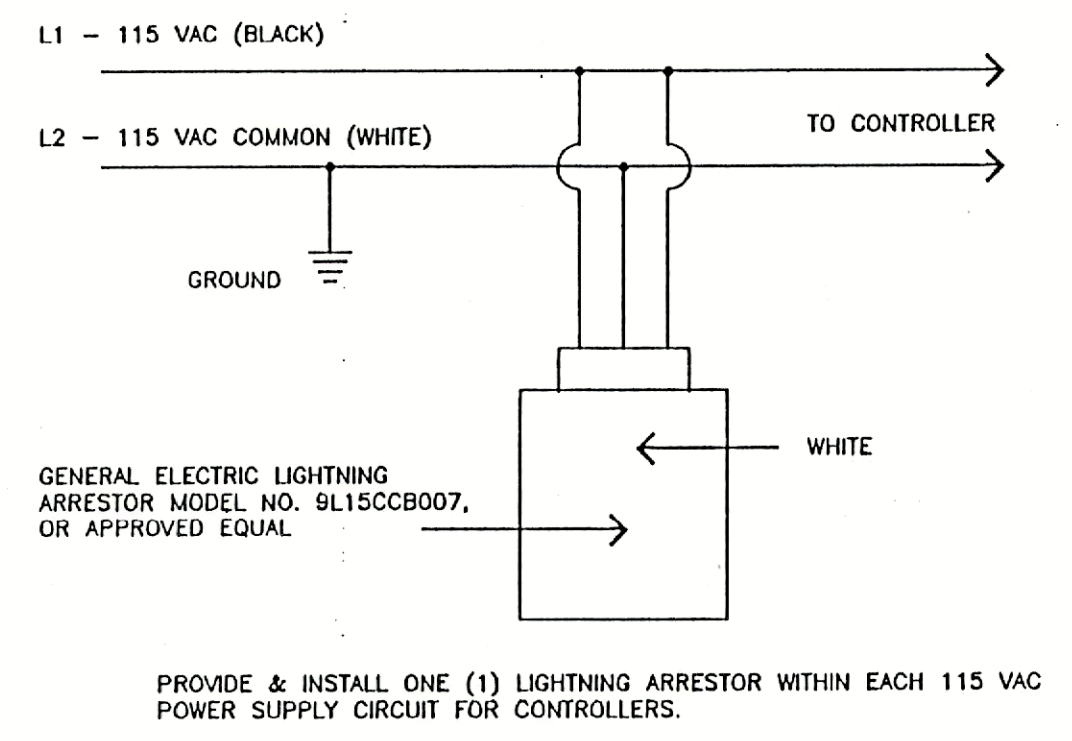 L1 - 115 VAC (BLACK)
L2 - 115 VAC COMMON (WHITE)
TO CONTROLLER
GROUND
WHITE
GENERAL ELECTRIC LIGHTNING
ARRESTOR MODEL NO. 9L15CCB007,
OR APPROVED EQUAL
PROVIDE & INSTALL ONE (1) LIGHTNING ARRESTOR WITHIN EACH 115 VAC
POWER SUPPLY CIRCUIT FOR CONTROLLERS.